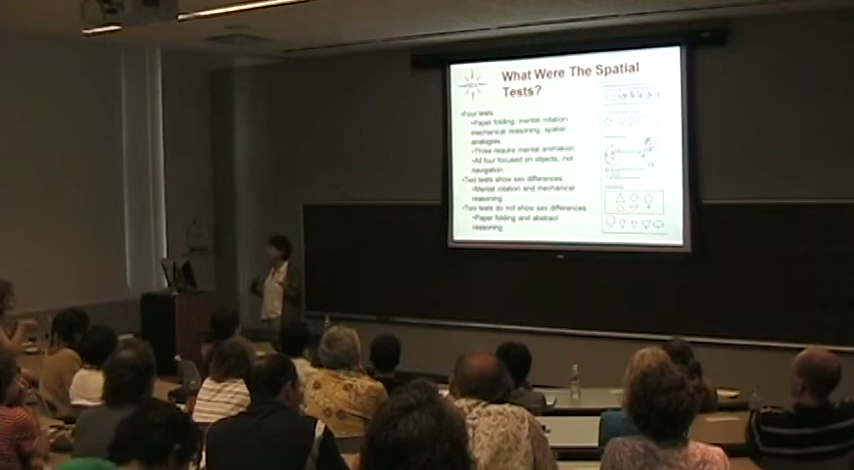 What Were The Spatial
Tests?
•Four tests
•Paper folding, mental rotation,
mechanical reasoning, spatial
analogies
•Three require mental animation
•All four focused on objects, not
navigation
•Two tests show sex differences
•Mental rotation and mechanical
reasoning
•Two tests do not show sex differences
•Paper folding and abstract
reasoning